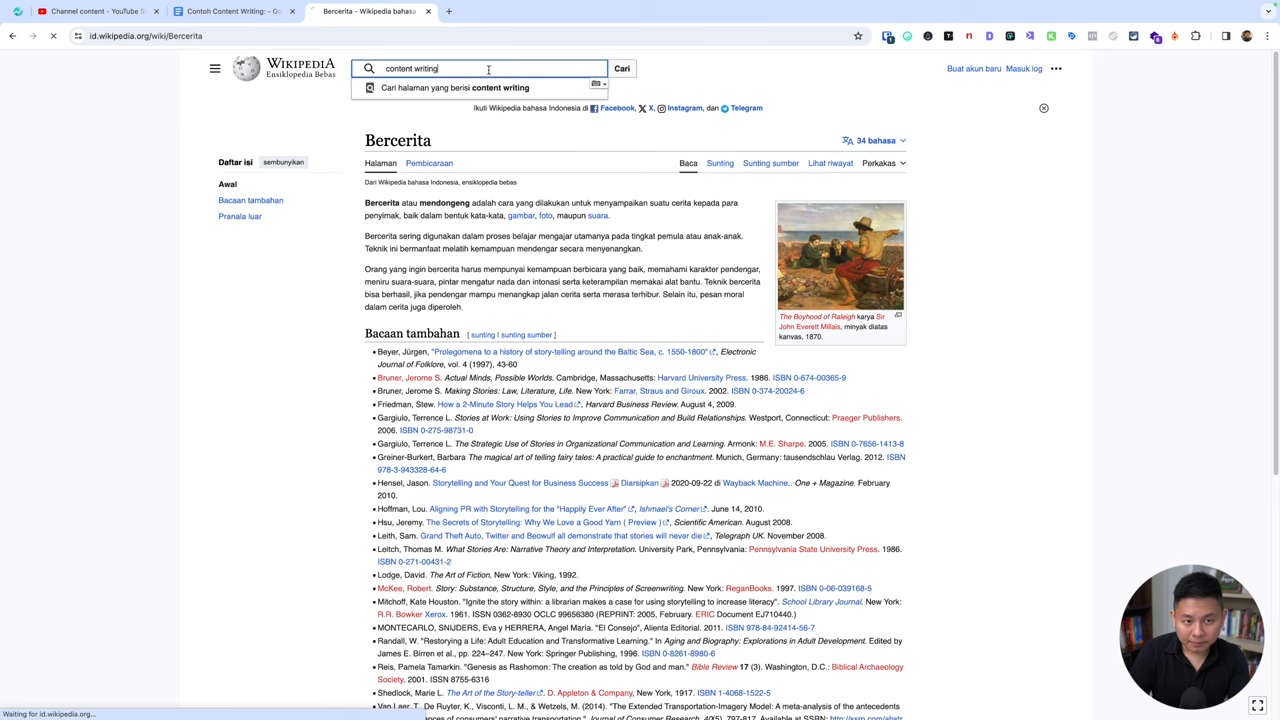 Channel content - YouTube S
Contoh Content Writing: - G
Bercerita - Wikipedia bahasa
id.wikipedia.org/wiki/Bercerita
WIKIPEDIA
Ensiklopedia Bebas
content writing
Cari
Buat akun baru Masuk log
Cari halaman yang berisi content writing
Ikuti Wikipedia bahasa Indonesia di Facebook, X, Instagram, dan Telegram
Bercerita
34 bahasa
Daftar isi sembunyikan
Halaman Pembicaraan
Baca Sunting Sunting sumber Lihat riwayat Perkakas
Awal
Bacaan tambahan
Pranala luar
Dari Wikipedia bahasa Indonesia, ensiklopedia bebas
Bercerita atau mendongeng adalah cara yang dilakukan untuk menyampaikan suatu cerita kepada para
penyimak, baik dalam bentuk kata-kata, gambar, foto, maupun suara.
Bercerita sering digunakan dalam proses belajar mengajar utamanya pada tingkat pemula atau anak-anak.
Teknik ini bermanfaat melatih kemampuan mendengar secara menyenangkan.
Orang yang ingin bercerita harus mempunyai kemampuan berbicara yang baik, memahami karakter pendengar,
meniru suara-suara, pintar mengatur nada dan intonasi serta keterampilan memakai alat bantu. Teknik bercerita
bisa berhasil, jika pendengar mampu menangkap jalan cerita serta merasa terhibur. Selain itu, pesan moral
dalam cerita juga diperoleh.
The Boyhood of Raleigh karya Sir
John Everett Millais, minyak diatas
kanvas, 1870.
Bacaan tambahan [ sunting | sunting sumber ]
Beyer, Jürgen, "Prolegomena to a history of story-telling around the Baltic Sea, c. 1550-1800", Electronic
Journal of Folklore, vol. 4 (1997), 43-60
Bruner, Jerome S. Actual Minds, Possible Worlds. Cambridge, Massachusetts: Harvard University Press. 1986. ISBN 0-674-00365-9
Bruner, Jerome S. Making Stories: Law, Literature, Life. New York: Farrar, Straus and Giroux. 2002. ISBN 0-374-20024-6
Friedman, Stew. How a 2-Minute Story Helps You Lead, Harvard Business Review. August 4, 2009.
Gargiulo, Terrence L. Stories at Work: Using Stories to Improve Communication and Build Relationships. Westport, Connecticut: Praeger Publishers.
2006. ISBN 0-275-98731-0
Gargiulo, Terrence L. The Strategic Use of Stories in Organizational Communication and Learning. Armonk: M.E. Sharpe. 2005. ISBN 0-7656-1413-8
Greiner-Burkert, Barbara The magical art of telling fairy tales: A practical guide to enchantment. Munich, Germany: tausendschlau Verlag. 2012. ISBN
978-3-943328-64-6
Hensel, Jason. Storytelling and Your Quest for Business Success Diarsipkan 2020-09-22 di Wayback Machine.. One + Magazine. February
2010.
Hoffman, Lou. Aligning PR with Storytelling for the "Happily Ever After", Ishmael's Corner. June 14, 2010.
Hsu, Jeremy. The Secrets of Storytelling: Why We Love a Good Yarn ( Preview ), Scientific American. August 2008.
Leith, Sam. Grand Theft Auto, Twitter and Beowulf all demonstrate that stories will never die, Telegraph UK. November 2008.
Leitch, Thomas M. What Stories Are: Narrative Theory and Interpretation. University Park, Pennsylvania: Pennsylvania State University Press. 1986.
ISBN 0-271-00431-2
Lodge, David. The Art of Fiction, New York: Viking, 1992.
McKee, Robert. Story: Substance, Structure, Style, and the Principles of Screenwriting. New York: ReganBooks. 1997. ISBN 0-06-039168-5
Mitchoff, Kate Houston. "Ignite the story within: a librarian makes a case for using storytelling to increase literacy". School Library Journal. New York:
R.R. Bowker Xerox. 1961. ISSN 0362-8930 OCLC 99656380 (REPRINT: 2005, February. ERIC Document EJ710440.)
MONTECARLO, SNIJDERS, Eva y HERREROS, Angel María. "El Consejo", Alienta Editorial. 2011. ISBN 978-84-92414-56-7
Randall, W. "Restorying a Life: Adult Education and Transformative Learning." In Aging and Biography: Explorations in Adult Development. Edited by
James E. Birren et al., pp. 224–247. New York: Springer Publishing, 1996. ISBN 0-8261-8980-6
Reis, Pamela Tamarkin. "Genesis as Rashomon: The creation as told by God and man." Bible Review 17 (3). Washington, D.C.: Biblical Archaeology
Society. 2001. ISSN 8755-6316
Shedlock, Marie L. The Art of the Story-teller. D. Appleton & Company, New York, 1917. ISBN 1-4068-1522-5
Van Laer, T., De Ruyter, K., Visconti, L. M., & Wetzels, M. (2014). "The Extended Transportation-Imagery Model: A meta-analysis of the antecedents
Waiting for id.wikipedia.org...